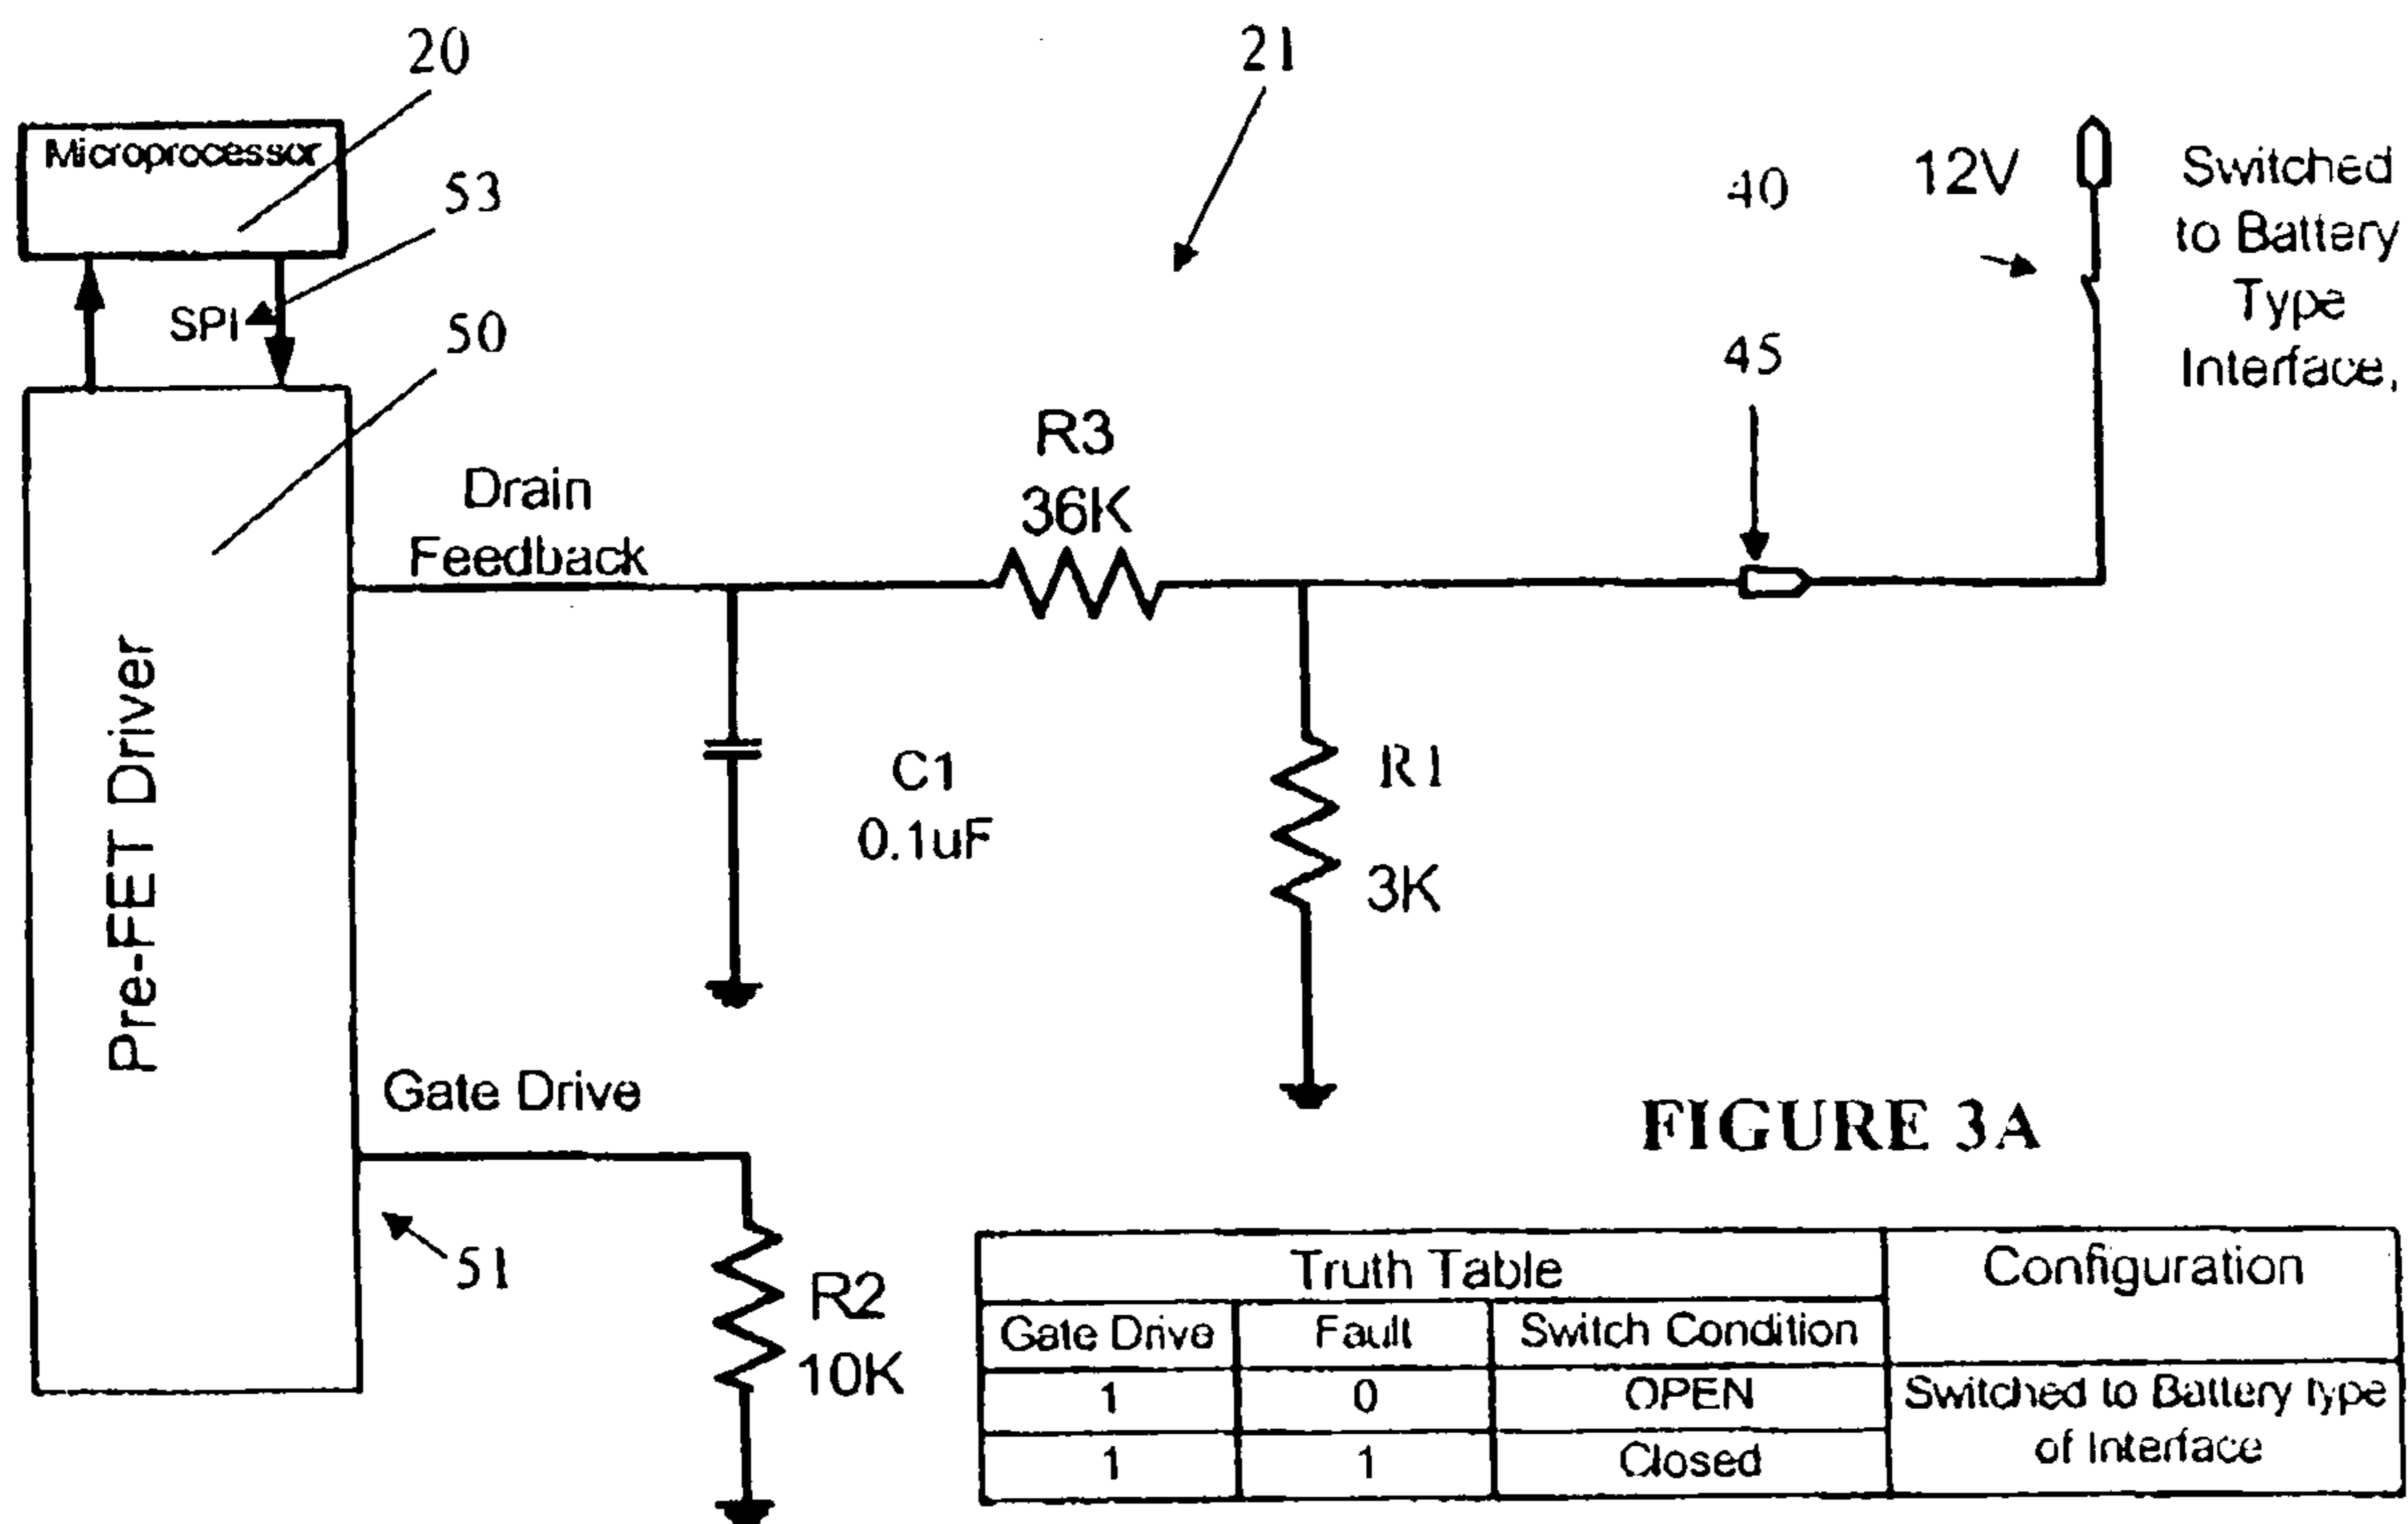 20
21
Microprocessor
53
40
12V
Switched
to Battery
Type
Interface,
SPI
50
45
R3
36K
Drain
Feedback
Pre-FET Driver
C1
0.1uF
R1
3K
Gate Drive
51
R2
10K
FIGURE 3A
Truth Table
Configuration
Gate Drive
Fault
Switch Condition
1
0
OPEN
Switched to Battery type
of Interface
1
1
Closed